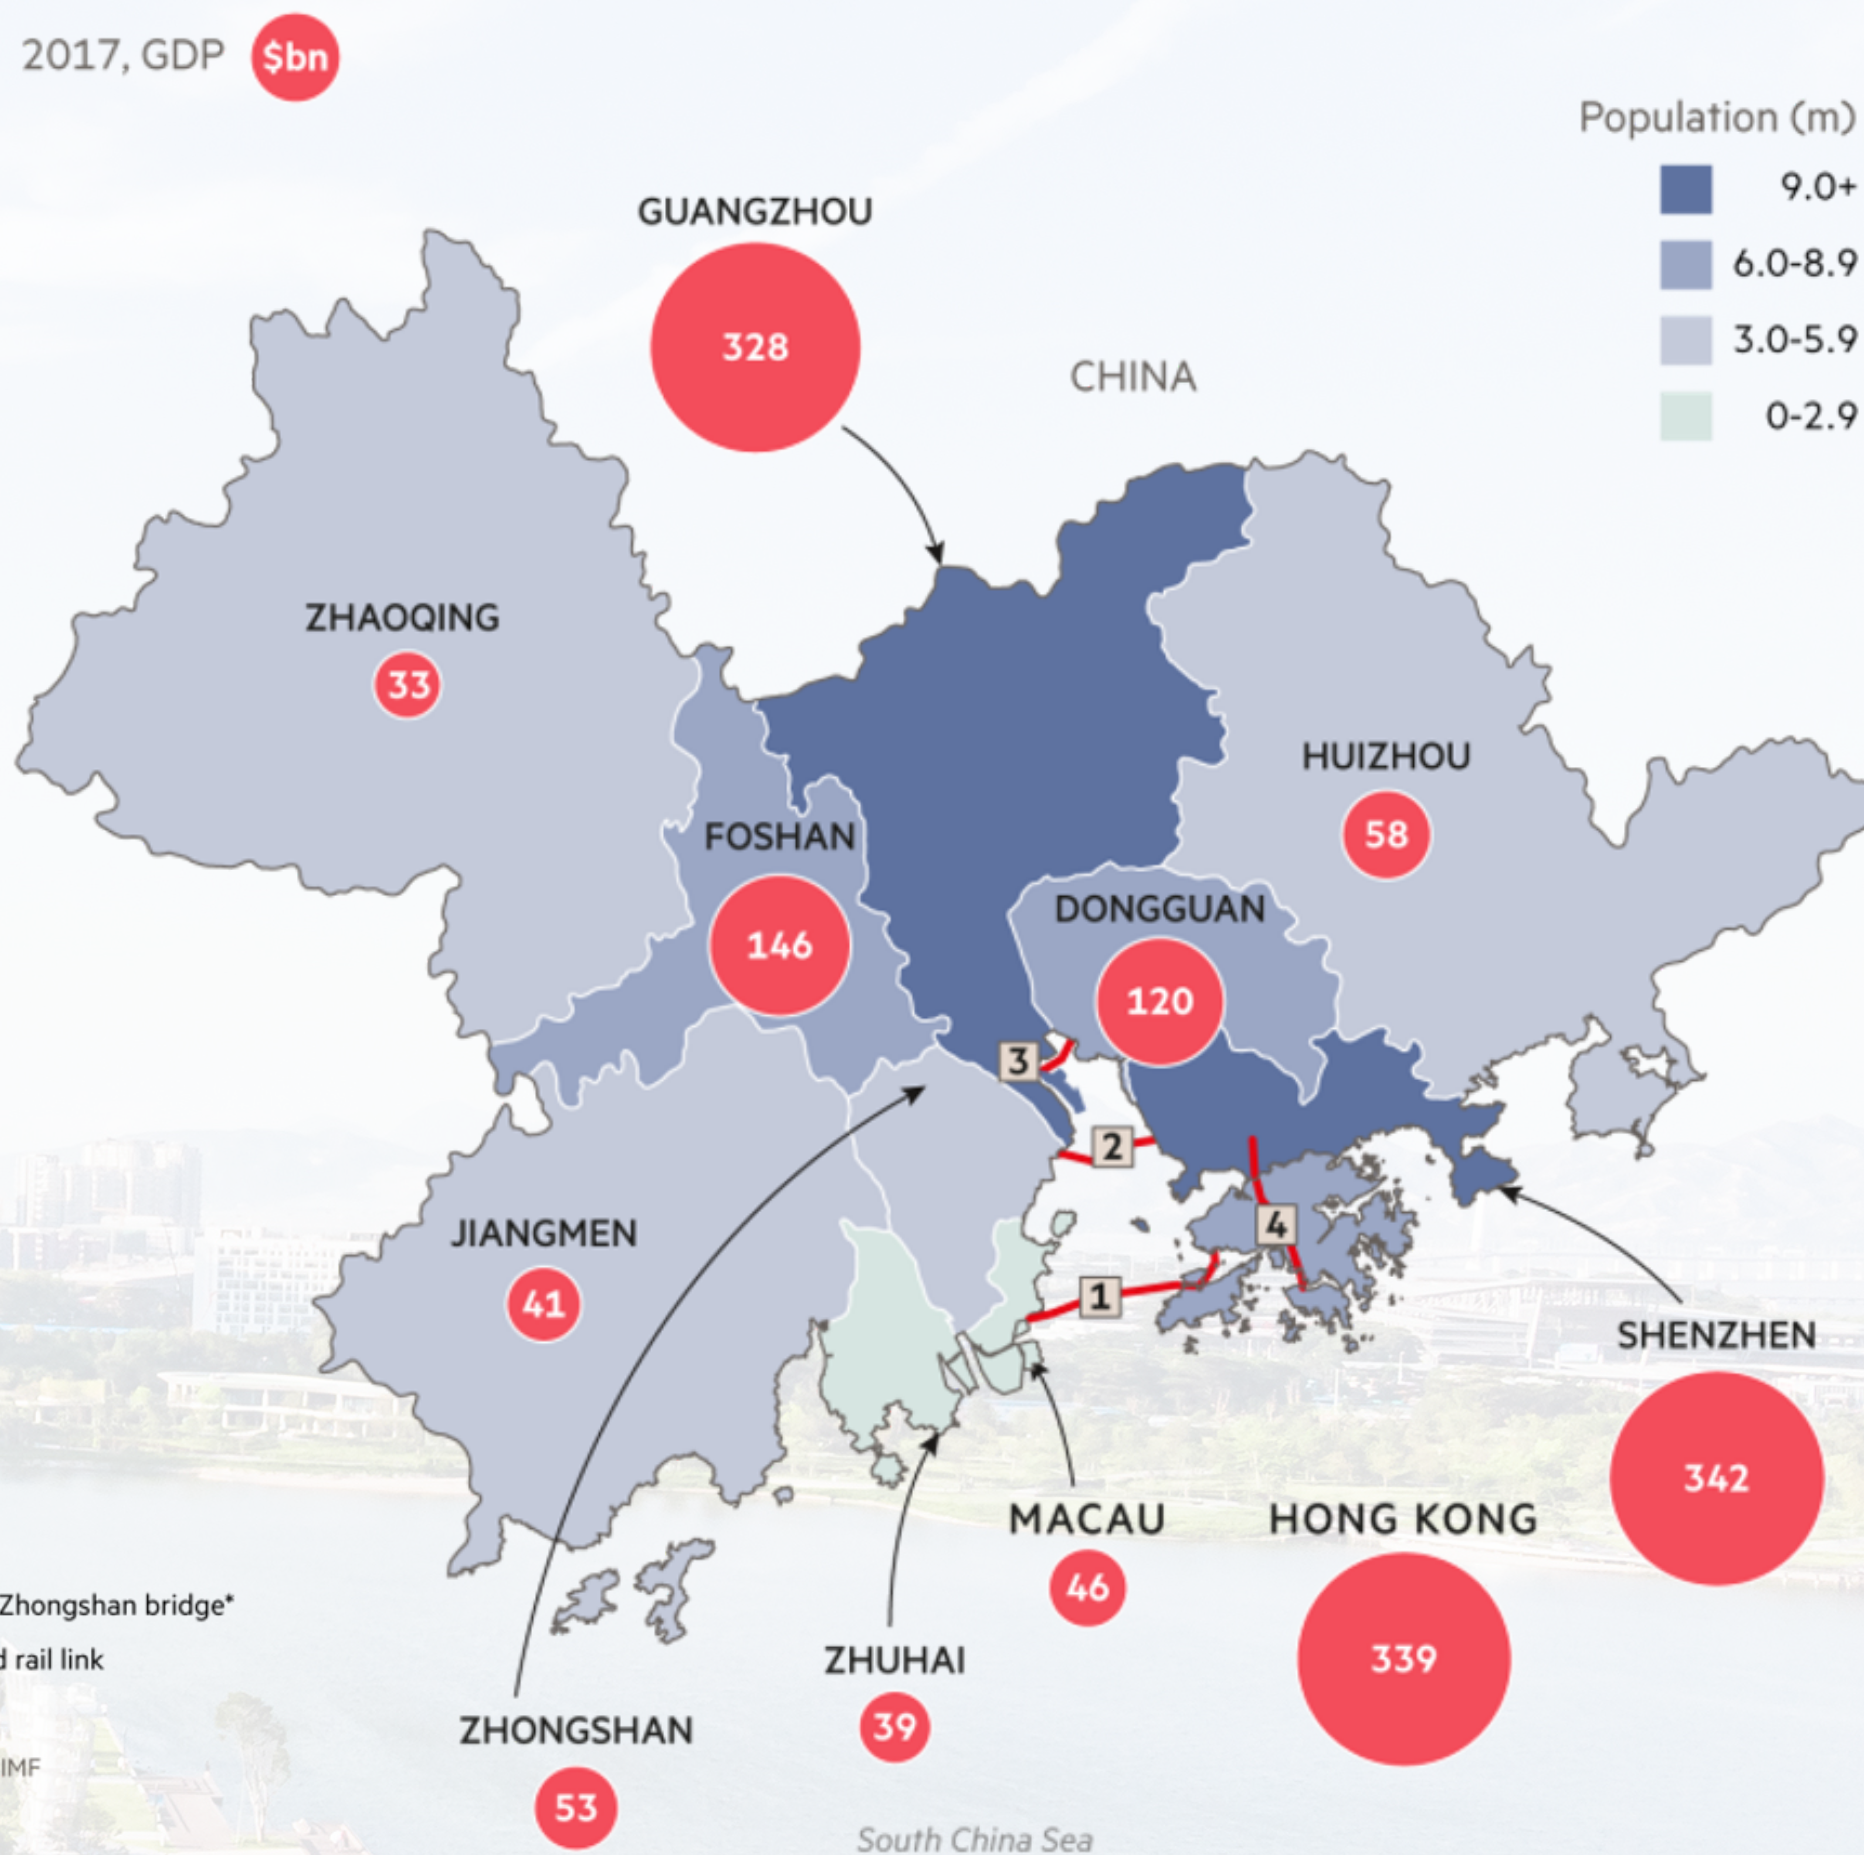 2017, GDP $bn
Population (m)
9.0+
6.0-8.9
3.0-5.9
0-2.9
GUANGZHOU
328
CHINA
ZHAOQING
33
HUIZHOU
58
FOSHAN
146
DONGGUAN
120
3
2
4
1
JIANGMEN
41
SHENZHEN
342
MACAU
46
HONG KONG
339
Zhongshan bridge*
rail link
ZHUHAI
39
ZHONGSHAN
53
IMF
South China Sea